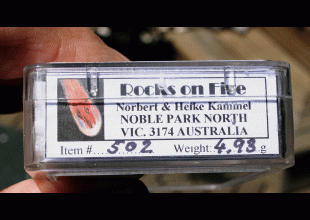 Rocks on Fire
Norbert & Heike Kammel
NOBLE PARK NORTH
VIC. 3174 AUSTRALIA
Item #....502 Weight:.4.98.g